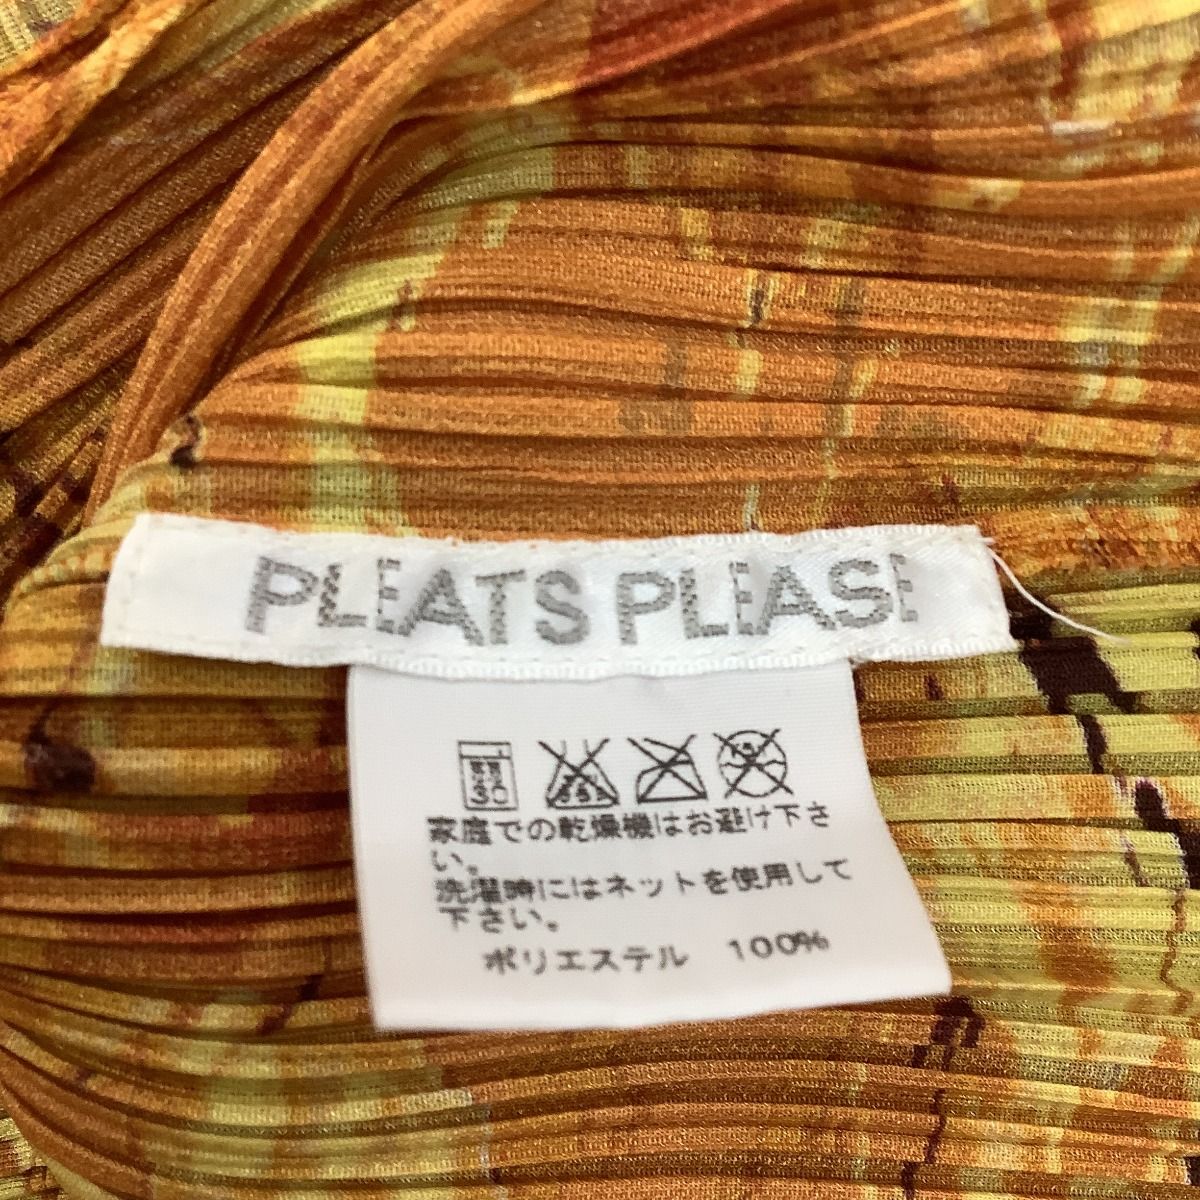 PLEATS PLEASE
30
家庭での乾燥機はお避け下さ
い。
洗濯時にはネットを使用して
下さい。
ポリエステル 100%